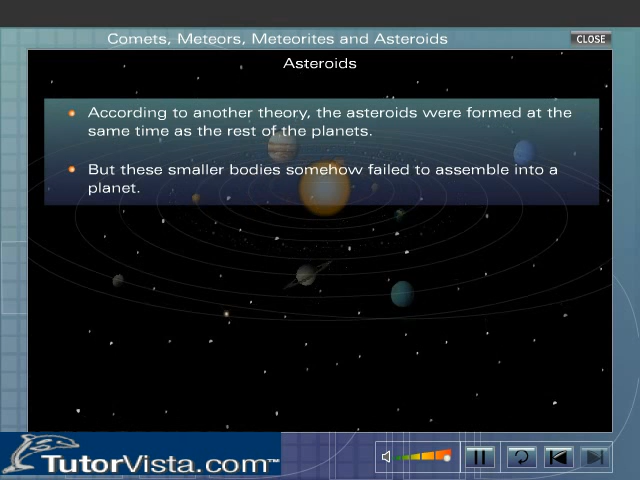 Comets, Meteors, Meteorites and Asteroids
CLOSE
Asteroids
According to another theory, the asteroids were formed at the
same time as the rest of the planets.
But these smaller bodies somehow failed to assemble into a
planet.
TutorVista.com™